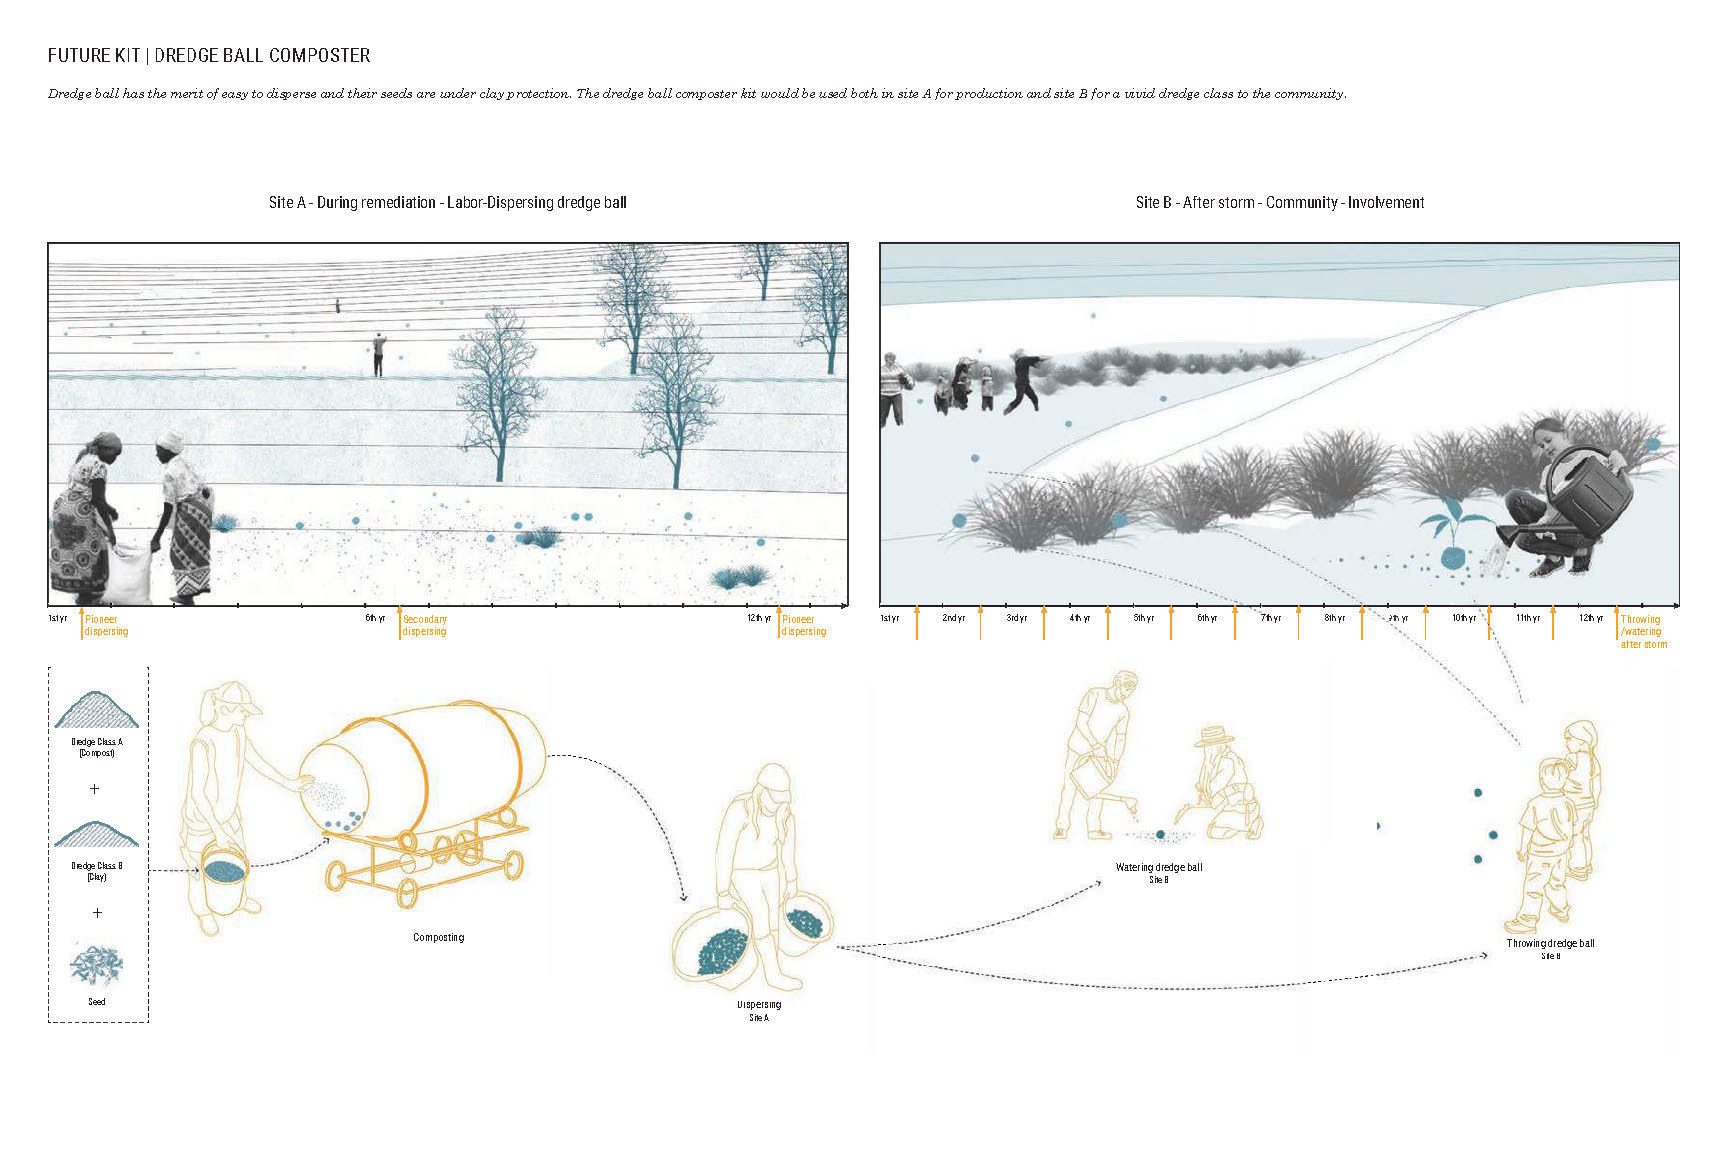 FUTURE KIT | DREDGE BALL COMPOSTER
Dredge ball has the merit of easy to disperse and their seeds are under clay protection. The dredge ball composter kit would be used both in site A for production and site B for a vivid dredge class to the community.
Site A - During remediation - Labor-Dispersing dredge ball
Site B - After storm - Community - Involvement
1st yr
Pioneer
dispersing
6th yr
Secondary
dispersing
12th yr
Pioneer
dispersing
1st yr
2nd yr
3rd yr
4th yr
5th yr
6th yr
7th yr
8th yr
9th yr
10th yr
11th yr
12th yr
Throwing
/watering
after storm
Dredge Class A
(Compost)
+
Dredge Class B
(Clay)
+
Seed
Composting
Dispersing
Site A
Watering dredge ball
Site B
Throwing dredge ball
Site B